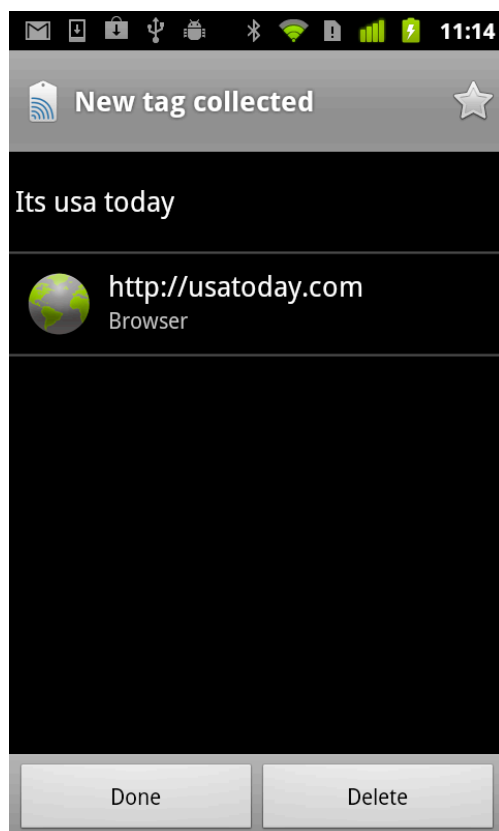 11:14
New tag collected
Its usa today
http://usatoday.com
Browser
Done Delete